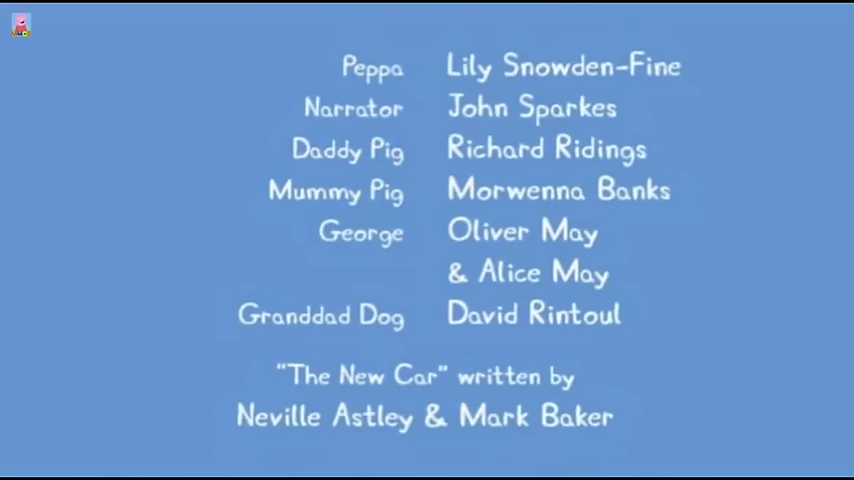 Peppa Lily Snowden-Fine
Narrator John Sparkes
Daddy Pig Richard Ridings
Mummy Pig Morwenna Banks
George Oliver May
& Alice May
Granddad Dog David Rintoul
"The New Car" written by
Neville Astley & Mark Baker